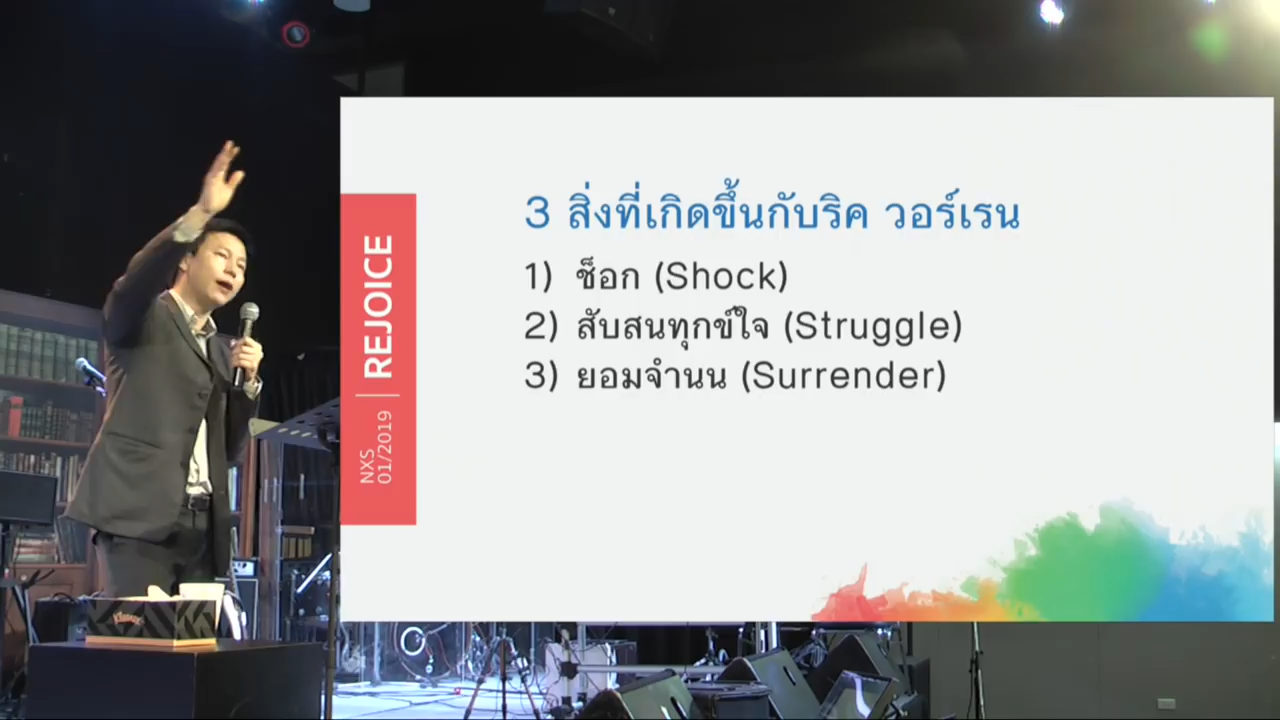 3 สิ่งที่เกิดขึ้นกับริค วอร์เรน
1) ช็อก (Shock)
2) สับสนทุกข์ใจ (Struggle)
3) ยอมจำนน (Surrender)
NXS
01/2019
REJOICE
Kleenex